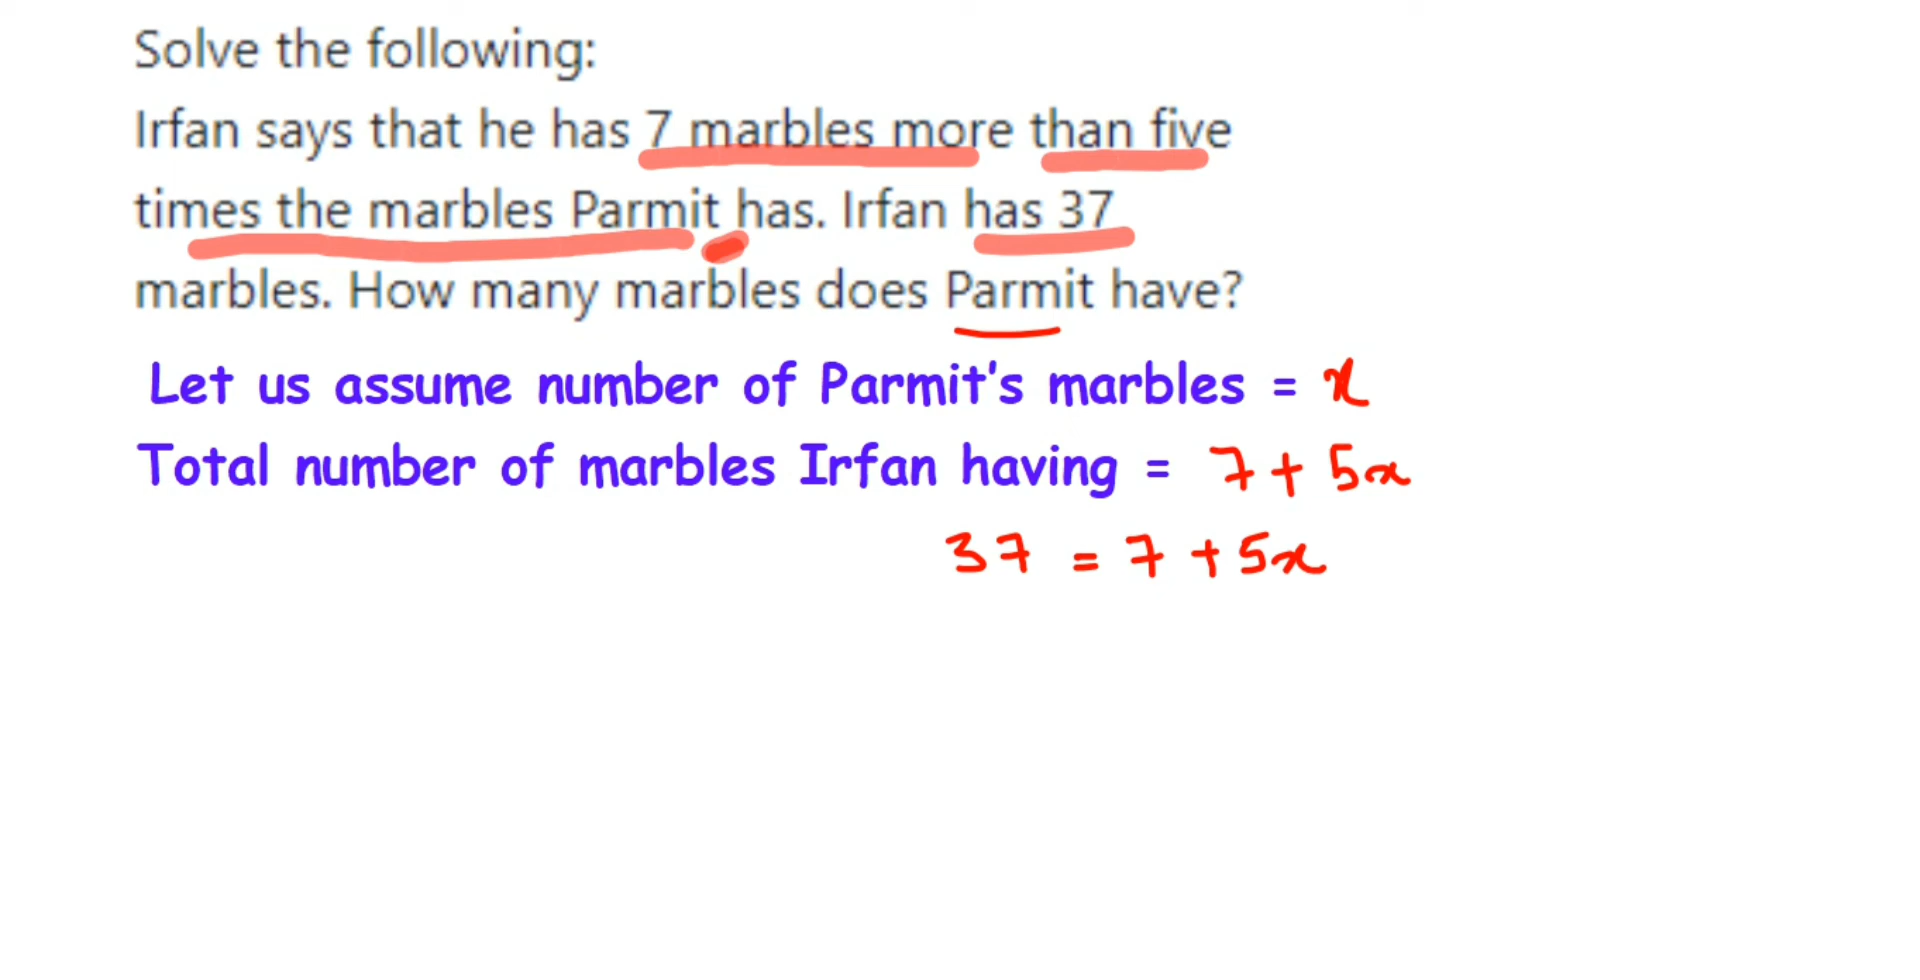 Solve the following:
Irfan says that he has 7 marbles more than five
times the marbles Parmit has. Irfan has 37
marbles. How many marbles does Parmit have?
Let us assume number of Parmit's marbles = x
Total number of marbles Irfan having = 7 + 5x
37 = 7 + 5x